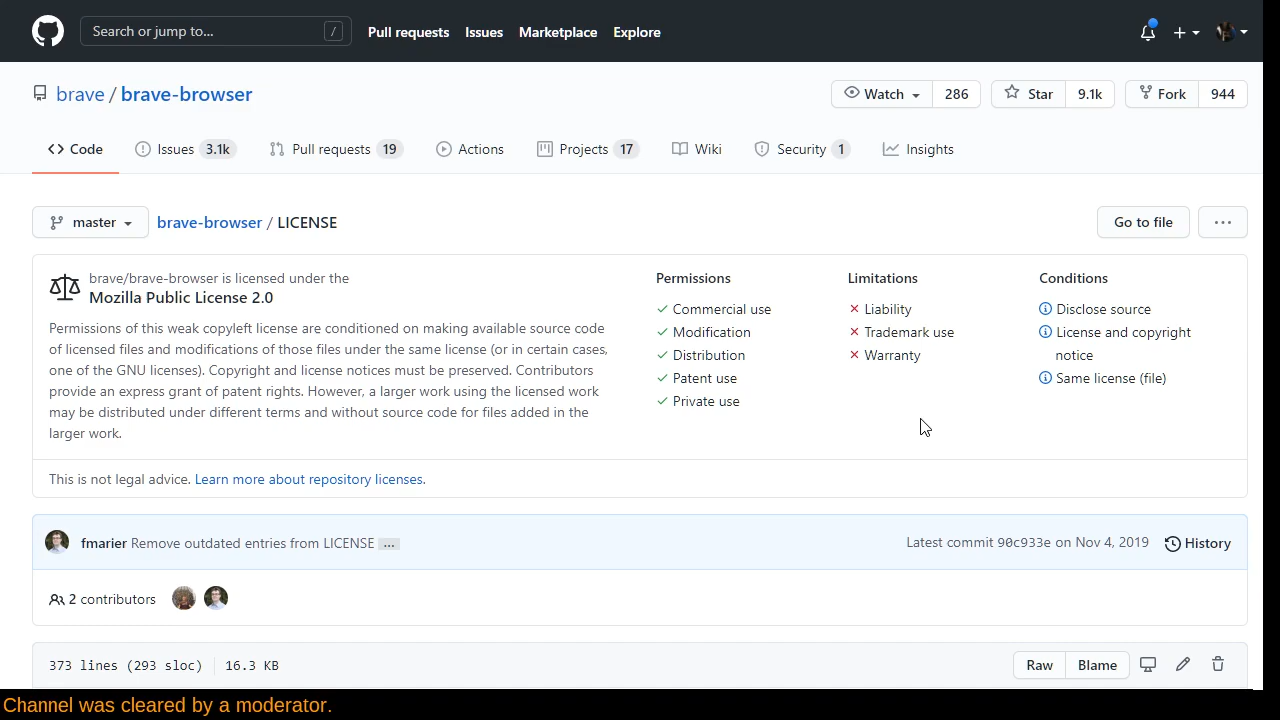 Search or jump to... /
Pull requests Issues Marketplace Explore
brave / brave-browser
Watch 286 Star 9.1k Fork 944
Code Issues 3.1k Pull requests 19 Actions Projects 17 Wiki Security 1 Insights
master brave-browser / LICENSE Go to file ...
brave/brave-browser is licensed under the
Mozilla Public License 2.0
Permissions of this weak copyleft license are conditioned on making available source code
of licensed files and modifications of those files under the same license (or in certain cases,
one of the GNU licenses). Copyright and license notices must be preserved. Contributors
provide an express grant of patent rights. However, a larger work using the licensed work
may be distributed under different terms and without source code for files added in the
larger work.
Permissions
Commercial use
Modification
Distribution
Patent use
Private use
Limitations
Liability
Trademark use
Warranty
Conditions
Disclose source
License and copyright
notice
Same license (file)
This is not legal advice. Learn more about repository licenses.
fmarier Remove outdated entries from LICENSE ... Latest commit 90c933e on Nov 4, 2019 History
2 contributors
373 lines (293 sloc) 16.3 KB Raw Blame
Channel was cleared by a moderator.